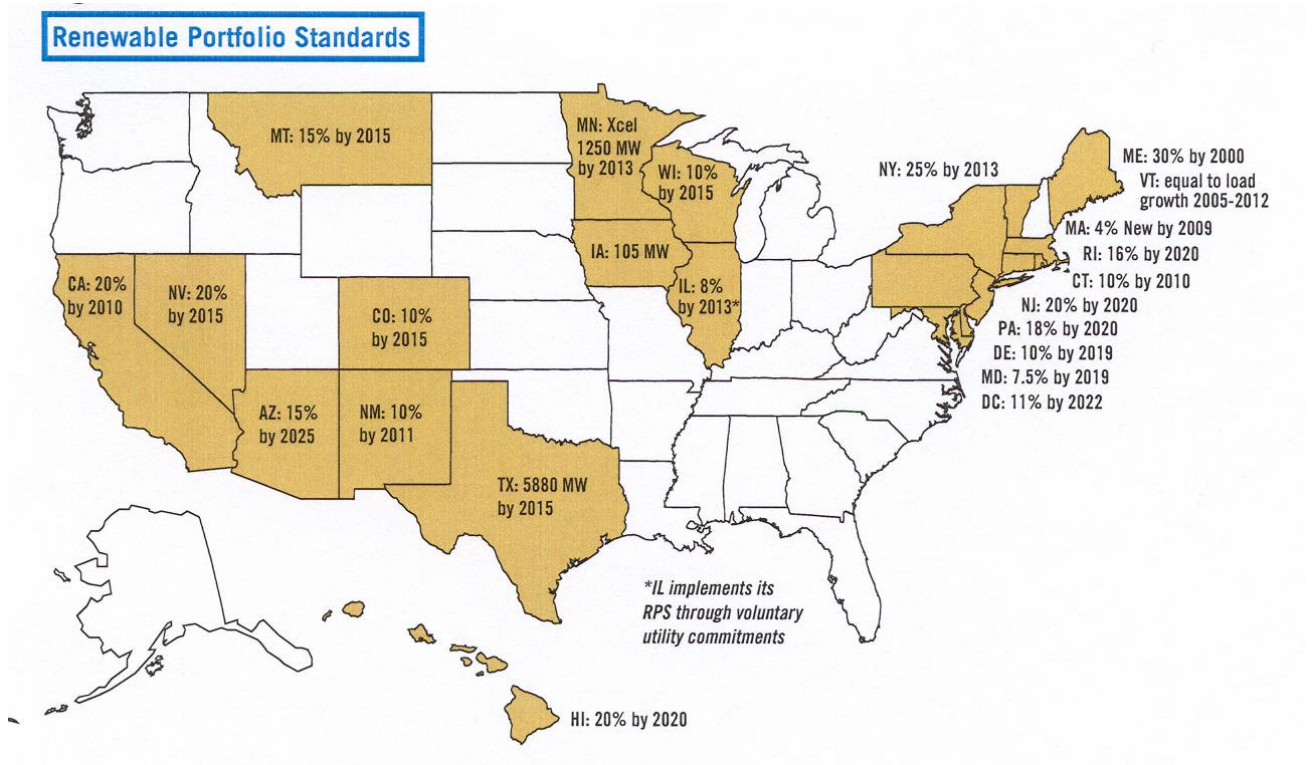 Renewable Portfolio Standards
MT: 15% by 2015
MN: Xcel
1250 MW
by 2013
WI: 10%
by 2015
NY: 25% by 2013
ME: 30% by 2000
VT: equal to load
growth 2005-2012
MA: 4% New by 2009
RI: 16% by 2020
CT: 10% by 2010
NJ: 20% by 2020
PA: 18% by 2020
DE: 10% by 2019
MD: 7.5% by 2019
DC: 11% by 2022
IA: 105 MW
IL: 8%
by 2013*
CA: 20%
by 2010
NV: 20%
by 2015
CO: 10%
by 2015
AZ: 15%
by 2025
NM: 10%
by 2011
TX: 5880 MW
by 2015
*IL implements its
RPS through voluntary
utility commitments
HI: 20% by 2020